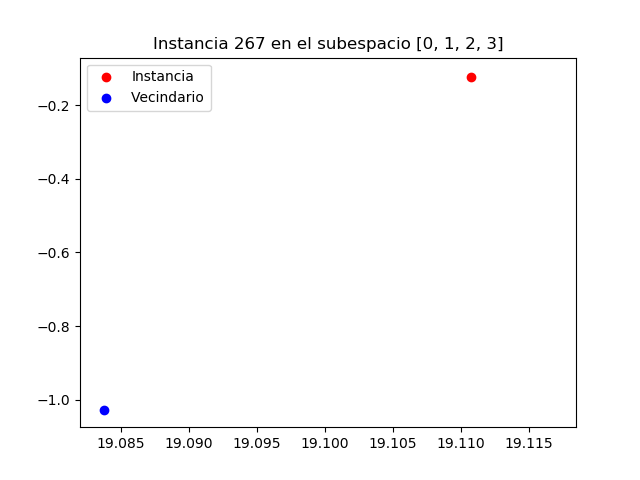 Instancia 267 en el subespacio [0, 1, 2, 3]
Instancia
Vecindario
−0.2
−0.4
−0.6
−0.8
−1.0
19.085 19.090 19.095 19.100 19.105 19.110 19.115